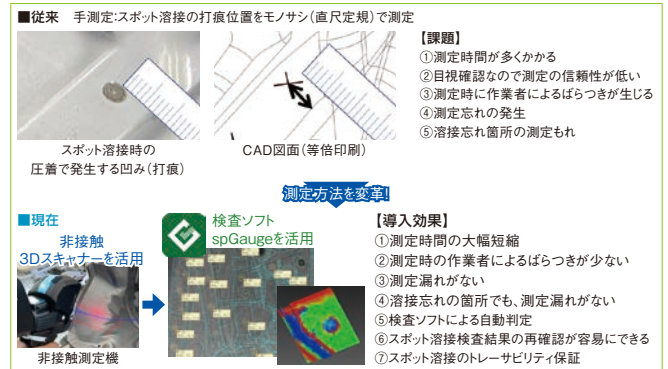 ■従来　手測定:スポット溶接の打痕位置をモノサシ(直尺定規)で測定
スポット溶接時の
圧着で発生する凹み(打痕)
CAD図面(等倍印刷)
【課題】
①測定時間が多くかかる
②目視確認なので測定の信頼性が低い
③測定時に作業者によるばらつきが生じる
④測定忘れの発生
⑤溶接忘れ箇所の測定もれ
測定方法を変革!
■現在
非接触
3Dスキャナーを活用
非接触測定機
検査ソフト
spGaugeを活用
【導入効果】
①測定時間の大幅短縮
②測定時の作業者によるばらつきが少ない
③測定漏れがない
④溶接忘れの箇所でも、測定漏れがない
⑤検査ソフトによる自動判定
⑥スポット溶接検査結果の再確認が容易にできる
⑦スポット溶接のトレーサビリティ保証